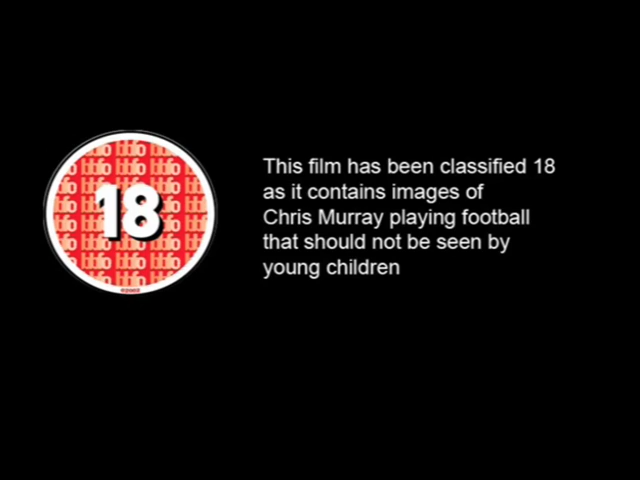 18
This film has been classified 18
as it contains images of
Chris Murray playing football
that should not be seen by
young children